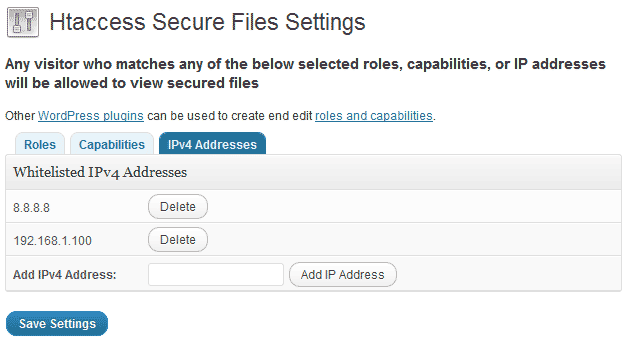 Htaccess Secure Files Settings
Any visitor who matches any of the below selected roles, capabilities, or IP addresses
will be allowed to view secured files
Other WordPress plugins can be used to create end edit roles and capabilities.
Roles Capabilities IPv4 Addresses
Whitelisted IPv4 Addresses
8.8.8.8 Delete
192.168.1.100 Delete
Add IPv4 Address: Add IP Address
Save Settings